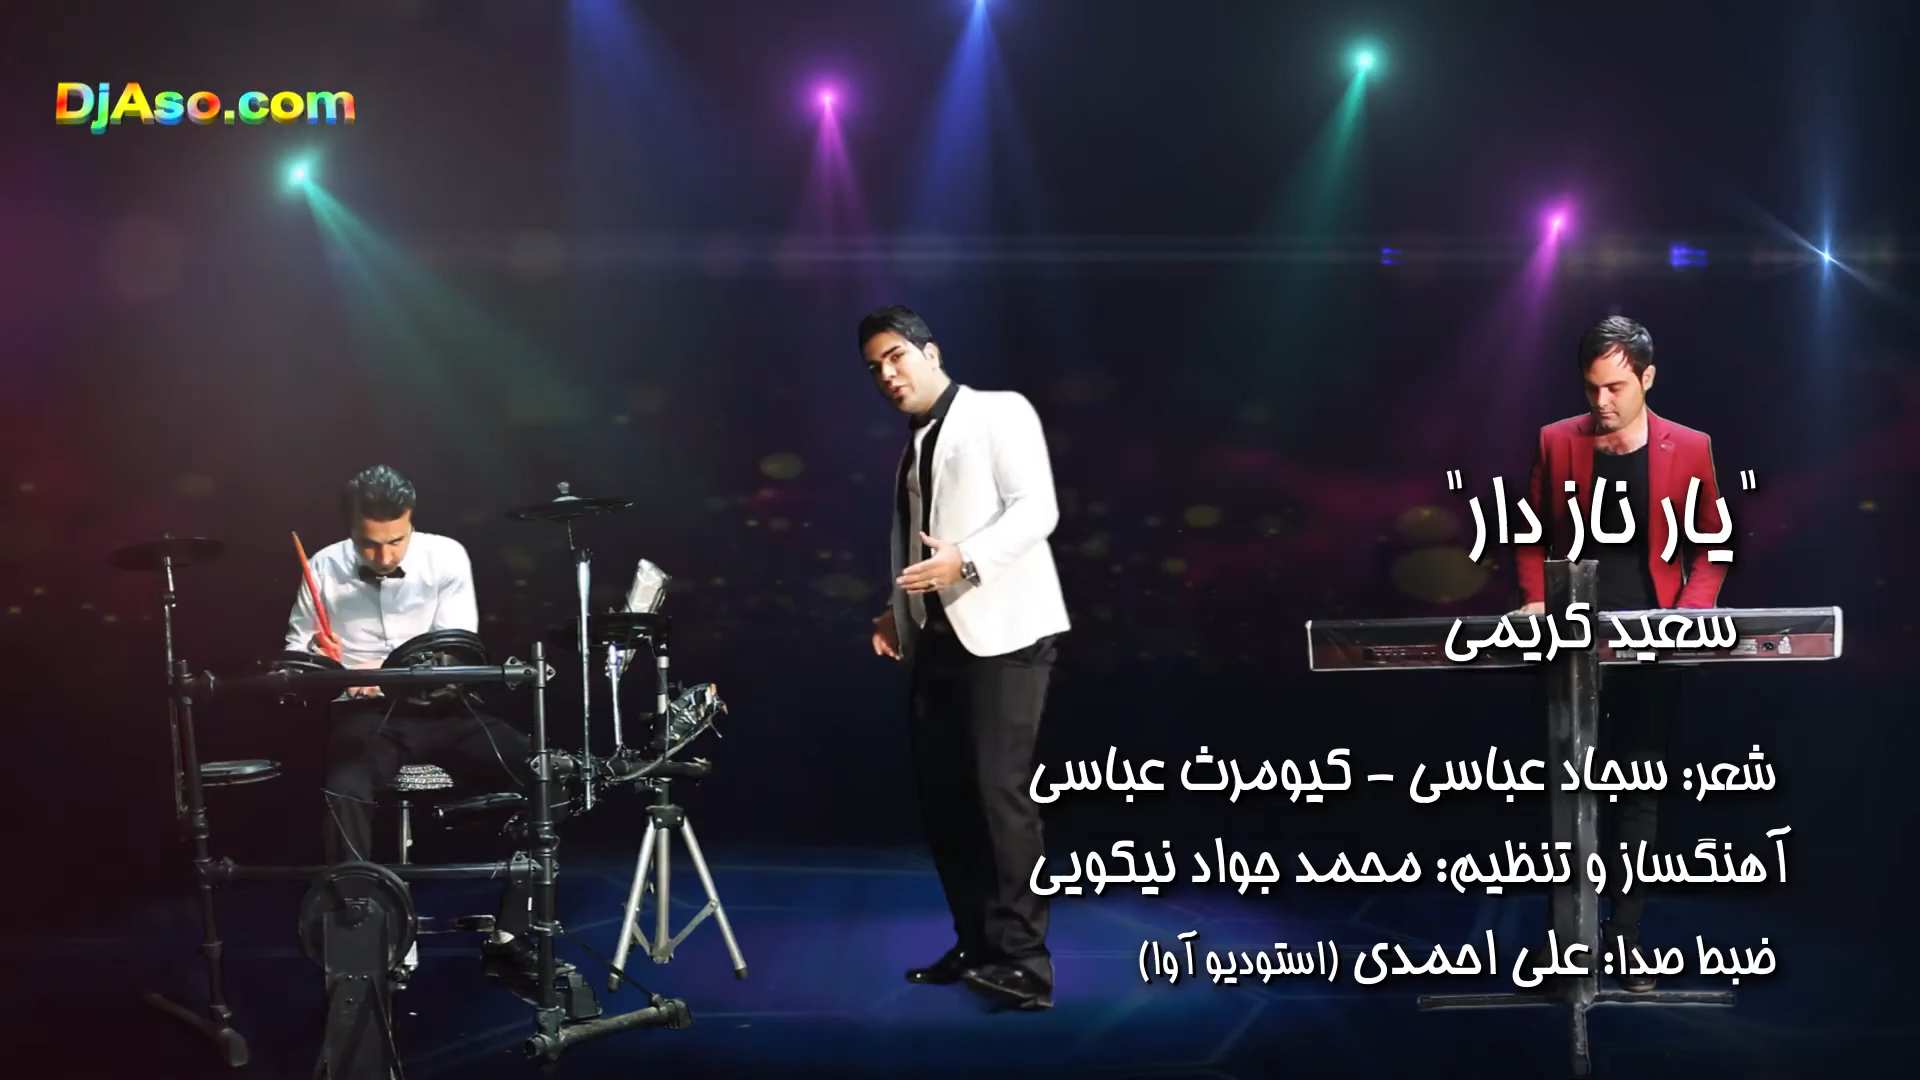 DjAso.com
"یار ناز دار"
سعید کریمی
شعر: سجاد عباسی - کیومرث عباسی
آهنگساز و تنظیم: محمد جواد نیکویی
ضبط صدا: علی احمدی (استودیو آوا)